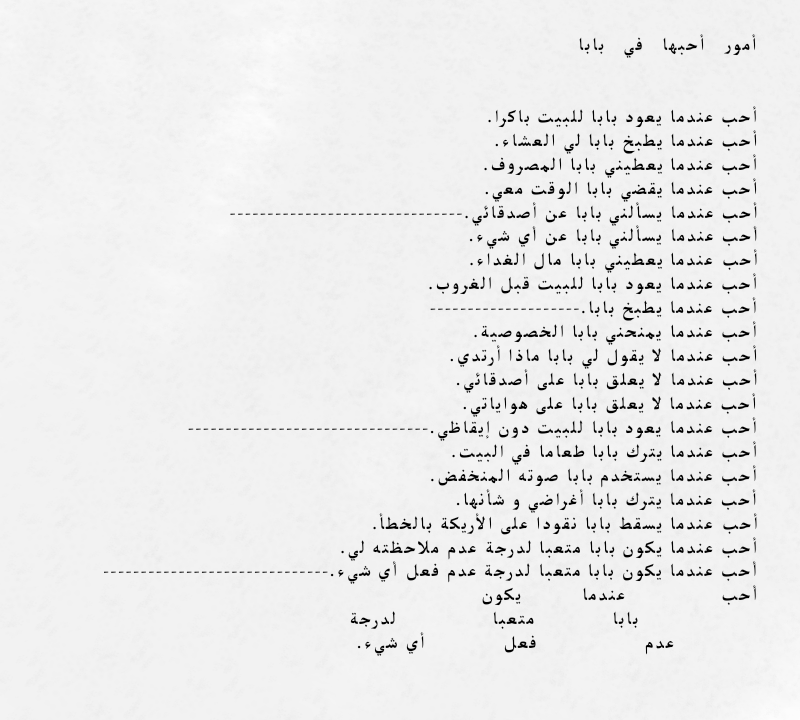 أمور أحبها في بابا
أحب عندما يعود بابا للبيت باكرا.
أحب عندما يطبخ بابا لي العشاء.
أحب عندما يعطيني بابا المصروف.
أحب عندما يقضي بابا الوقت معي.
أحب عندما يسألني بابا عن أصدقائي.--------------------------
أحب عندما يسألني بابا عن أي شيء.
أحب عندما يعطيني بابا مال الغداء.
أحب عندما يعود بابا للبيت قبل الغروب.
أحب عندما يطبخ بابا.-----------------
أحب عندما يمنحني بابا الخصوصية.
أحب عندما لا يقول لي بابا ماذا أرتدي.
أحب عندما لا يعلق بابا على أصدقائي.
أحب عندما لا يعلق بابا على هواياتي.
أحب عندما يعود بابا للبيت دون إيقاظي.---------------------------
أحب عندما يترك بابا طعاما في البيت.
أحب عندما يستخدم بابا صوته المنخفض.
أحب عندما يترك بابا أغراضي و شأنها.
أحب عندما يسقط بابا نقودا على الأريكة بالخطأ.
أحب عندما يكون بابا متعبا لدرجة عدم ملاحظته لي.
أحب عندما يكون بابا متعبا لدرجة عدم فعل أي شيء.-------------------------
أحب عندما يكون
بابا متعبا لدرجة
عدم فعل أي شيء.